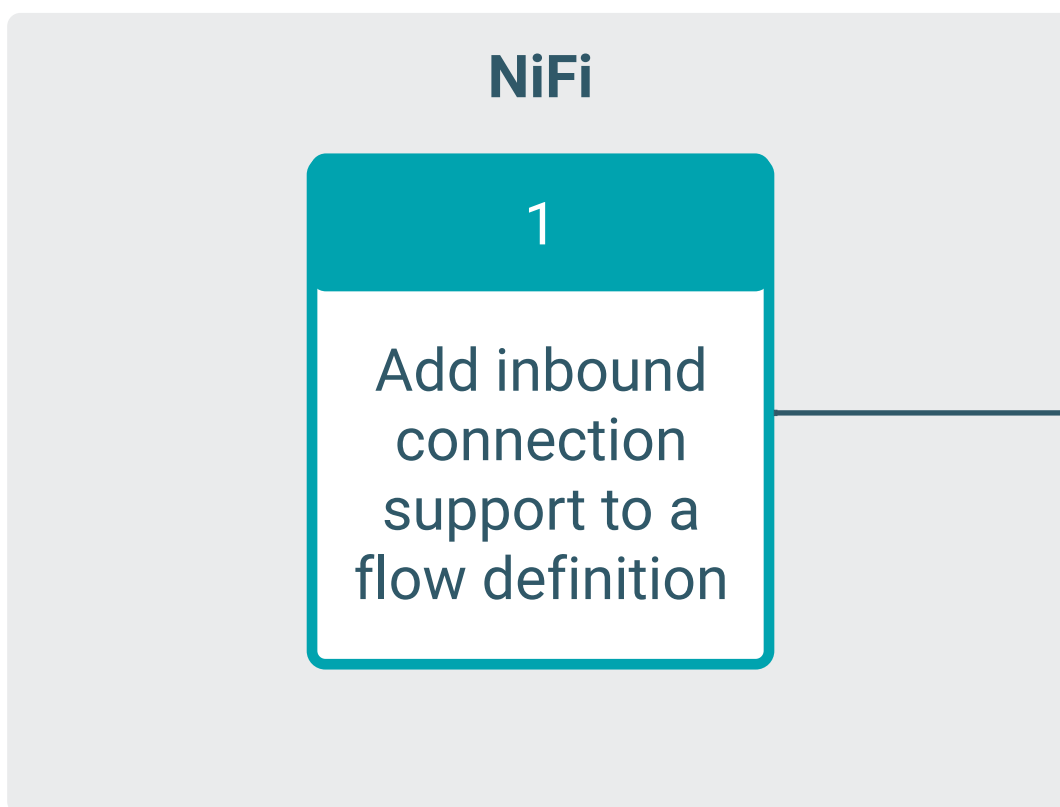 NiFi
1
Add inbound
connection
support to a
flow definition